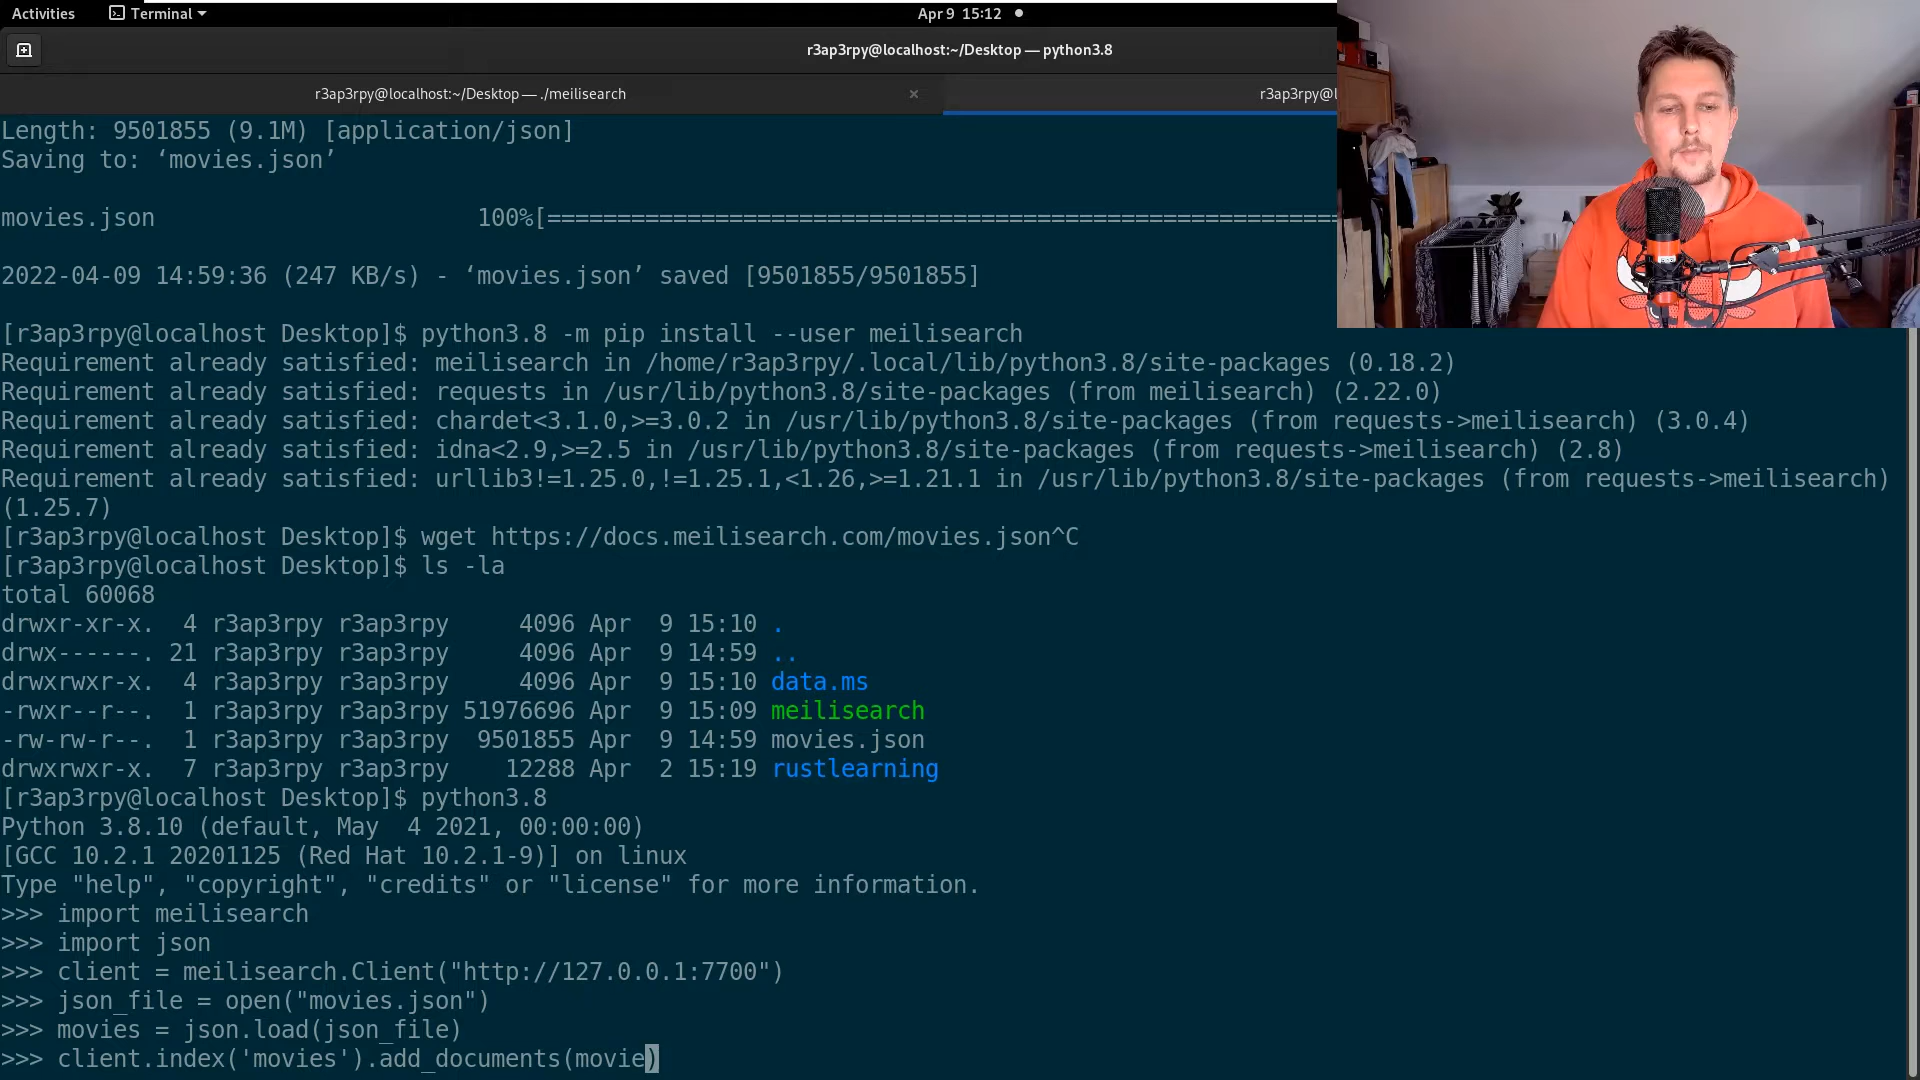 Activities Terminal Apr 9 15:12
r3ap3rpy@localhost:~/Desktop — python3.8
r3ap3rpy@localhost:~/Desktop — ./meilisearch × r3ap3rpy@l
Length: 9501855 (9.1M) [application/json]
Saving to: ‘movies.json’
movies.json 100%[=========================================================
2022-04-09 14:59:36 (247 KB/s) - ‘movies.json’ saved [9501855/9501855]
[r3ap3rpy@localhost Desktop]$ python3.8 -m pip install --user meilisearch
Requirement already satisfied: meilisearch in /home/r3ap3rpy/.local/lib/python3.8/site-packages (0.18.2)
Requirement already satisfied: requests in /usr/lib/python3.8/site-packages (from meilisearch) (2.22.0)
Requirement already satisfied: chardet<3.1.0,>=3.0.2 in /usr/lib/python3.8/site-packages (from requests->meilisearch) (3.0.4)
Requirement already satisfied: idna<2.9,>=2.5 in /usr/lib/python3.8/site-packages (from requests->meilisearch) (2.8)
Requirement already satisfied: urllib3!=1.25.0,!=1.25.1,<1.26,>=1.21.1 in /usr/lib/python3.8/site-packages (from requests->meilisearch)
(1.25.7)
[r3ap3rpy@localhost Desktop]$ wget https://docs.meilisearch.com/movies.json^C
[r3ap3rpy@localhost Desktop]$ ls -la
total 60068
drwxr-xr-x. 4 r3ap3rpy r3ap3rpy 4096 Apr 9 15:10 .
drwx------. 21 r3ap3rpy r3ap3rpy 4096 Apr 9 14:59 ..
drwxrwxr-x. 4 r3ap3rpy r3ap3rpy 4096 Apr 9 15:10 data.ms
-rwxr--r--. 1 r3ap3rpy r3ap3rpy 51976696 Apr 9 15:09 meilisearch
-rw-rw-r--. 1 r3ap3rpy r3ap3rpy 9501855 Apr 9 14:59 movies.json
drwxrwxr-x. 7 r3ap3rpy r3ap3rpy 12288 Apr 2 15:19 rustlearning
[r3ap3rpy@localhost Desktop]$ python3.8
Python 3.8.10 (default, May 4 2021, 00:00:00)
[GCC 10.2.1 20201125 (Red Hat 10.2.1-9)] on linux
Type "help", "copyright", "credits" or "license" for more information.
>>> import meilisearch
>>> import json
>>> client = meilisearch.Client("http://127.0.0.1:7700")
>>> json_file = open("movies.json")
>>> movies = json.load(json_file)
>>> client.index('movies').add_documents(movie)